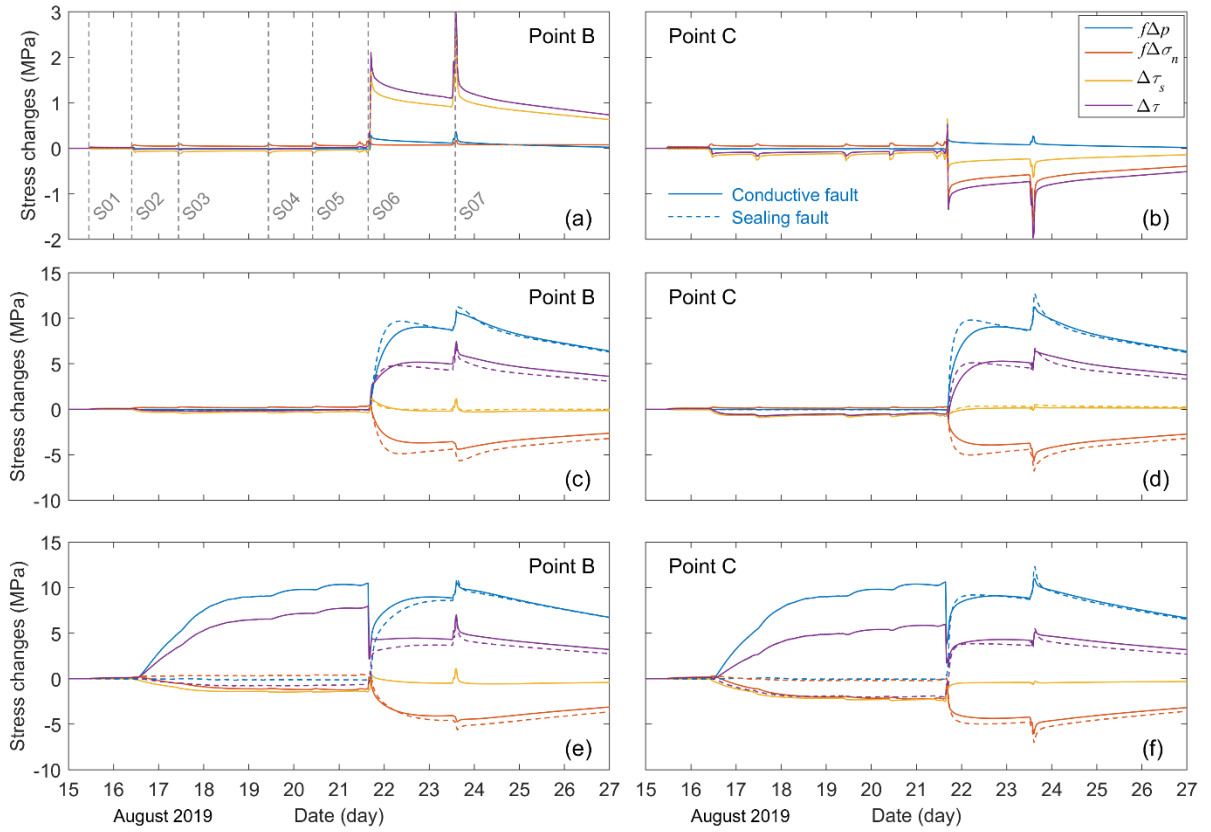 3
2
1
0
-1
-2
Stress changes (MPa)
Point B
S01
S02
S03
S04
S05
S06
S07
(a)
Point C
fΔp
fΔσn
Δτs
Δτ
Conductive fault
Sealing fault
(b)
15
10
5
0
-5
-10
Stress changes (MPa)
Point B
(c)
Point C
(d)
15
10
5
0
-5
-10
Stress changes (MPa)
Point B
(e)
Point C
(f)
15 16 17 18 19 20 21 22 23 24 25 26 27
15 16 17 18 19 20 21 22 23 24 25 26 27
August 2019 Date (day)
August 2019 Date (day)